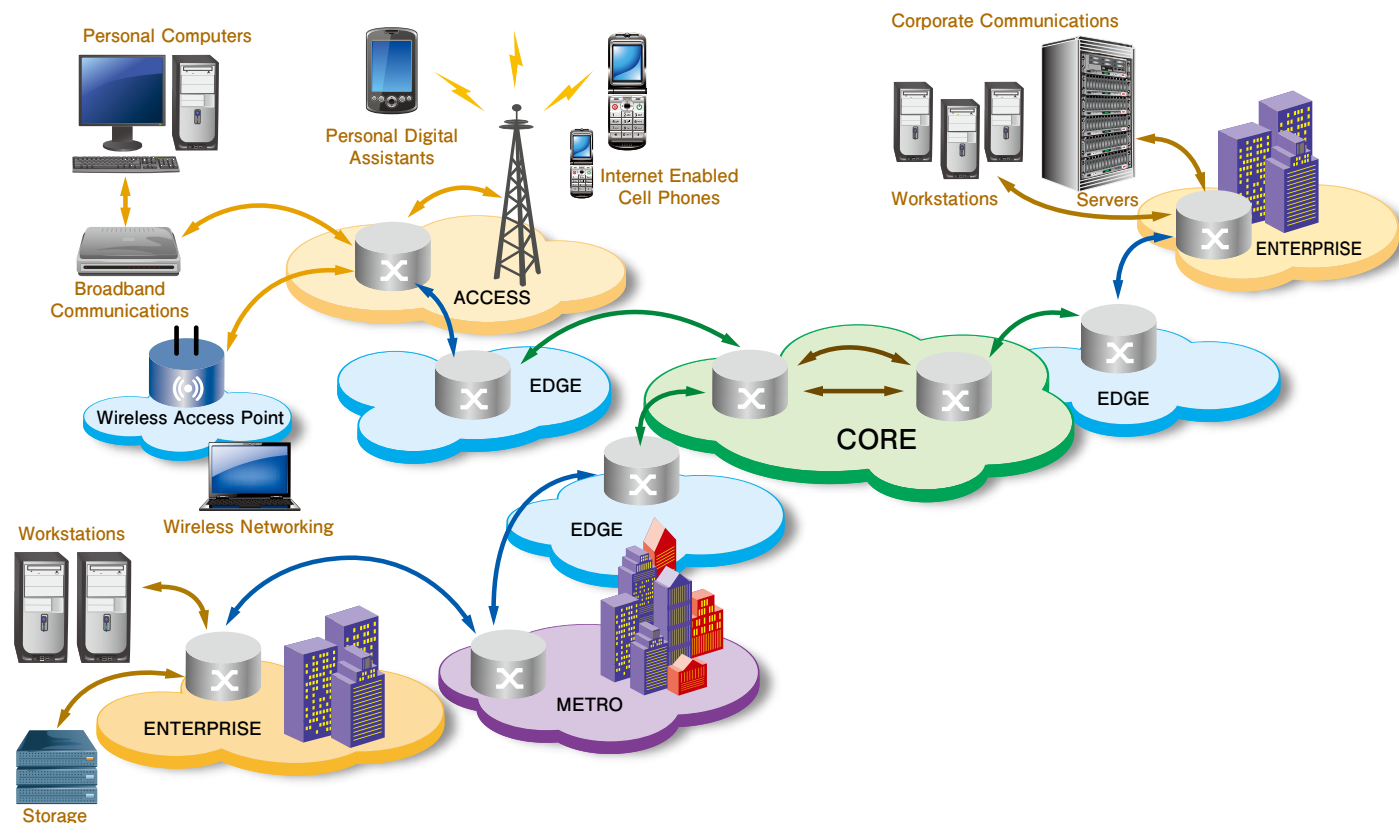 Personal Computers
Personal Digital
Assistants
Internet Enabled
Cell Phones
Corporate Communications
Workstations
Servers
ENTERPRISE
Broadband
Communications
ACCESS
EDGE
Wireless Access Point
CORE
EDGE
EDGE
Wireless Networking
Workstations
ENTERPRISE
METRO
Storage